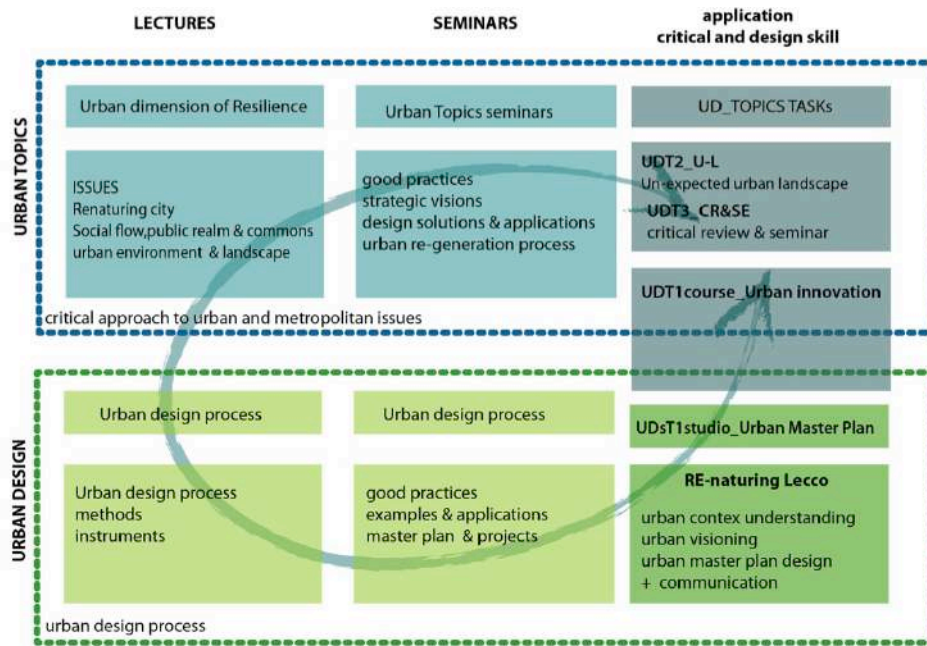 LECTURES
SEMINARS
application
critical and design skill
URBAN TOPICS
Urban dimension of Resilience
Urban Topics seminars
UD_TOPICS TASKs
ISSUES
Renaturing city
Social flow,public realm & commons
urban environment & landscape
good practices
strategic visions
design solutions & applications
urban re-generation process
UDT2_U-L
Un-expected urban landscape
UDT3_CR&SE
critical review & seminar
UDT1course_Urban innovation
critical approach to urban and metropolitan issues
URBAN DESIGN
Urban design process
Urban design process
UDsT1studio_Urban Master Plan
Urban design process
methods
instruments
good practices
examples & applications
master plan & projects
RE-naturing Lecco
urban contex understanding
urban visioning
urban master plan design
+ communication
urban design process